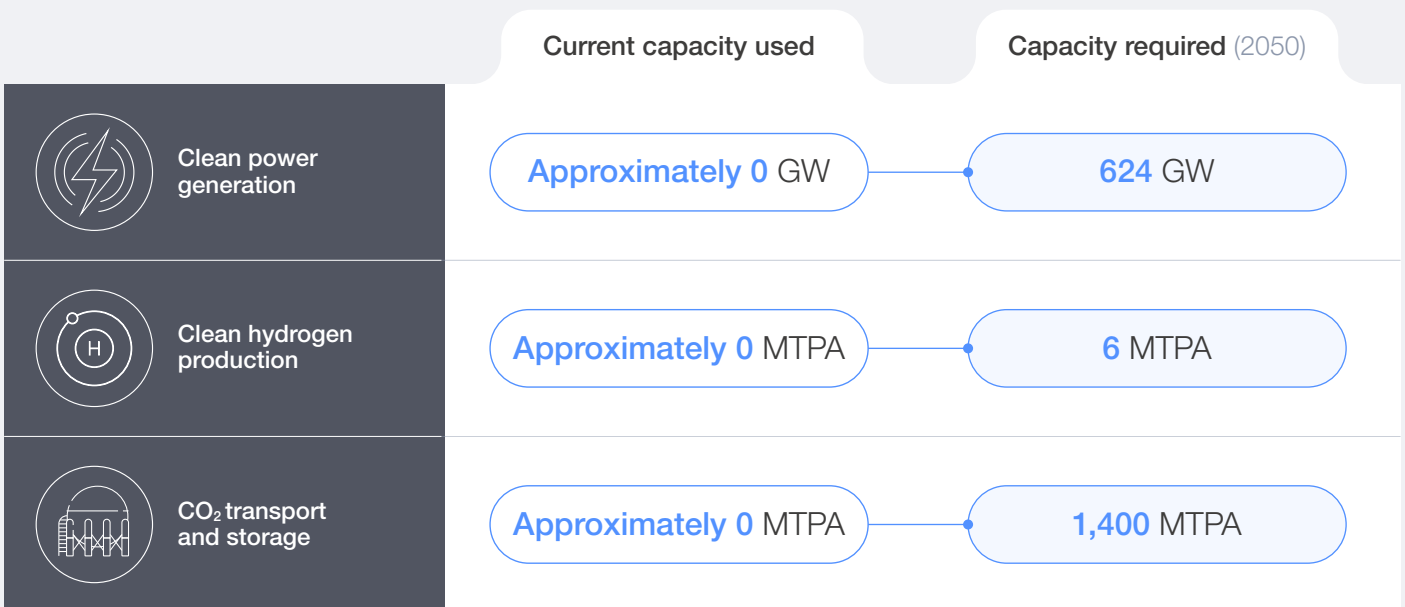 Current capacity used
Capacity required (2050)
Clean power
generation
Approximately 0 GW
624 GW
H
Clean hydrogen
production
Approximately 0 MTPA
6 MTPA
CO₂ transport
and storage
Approximately 0 MTPA
1,400 MTPA